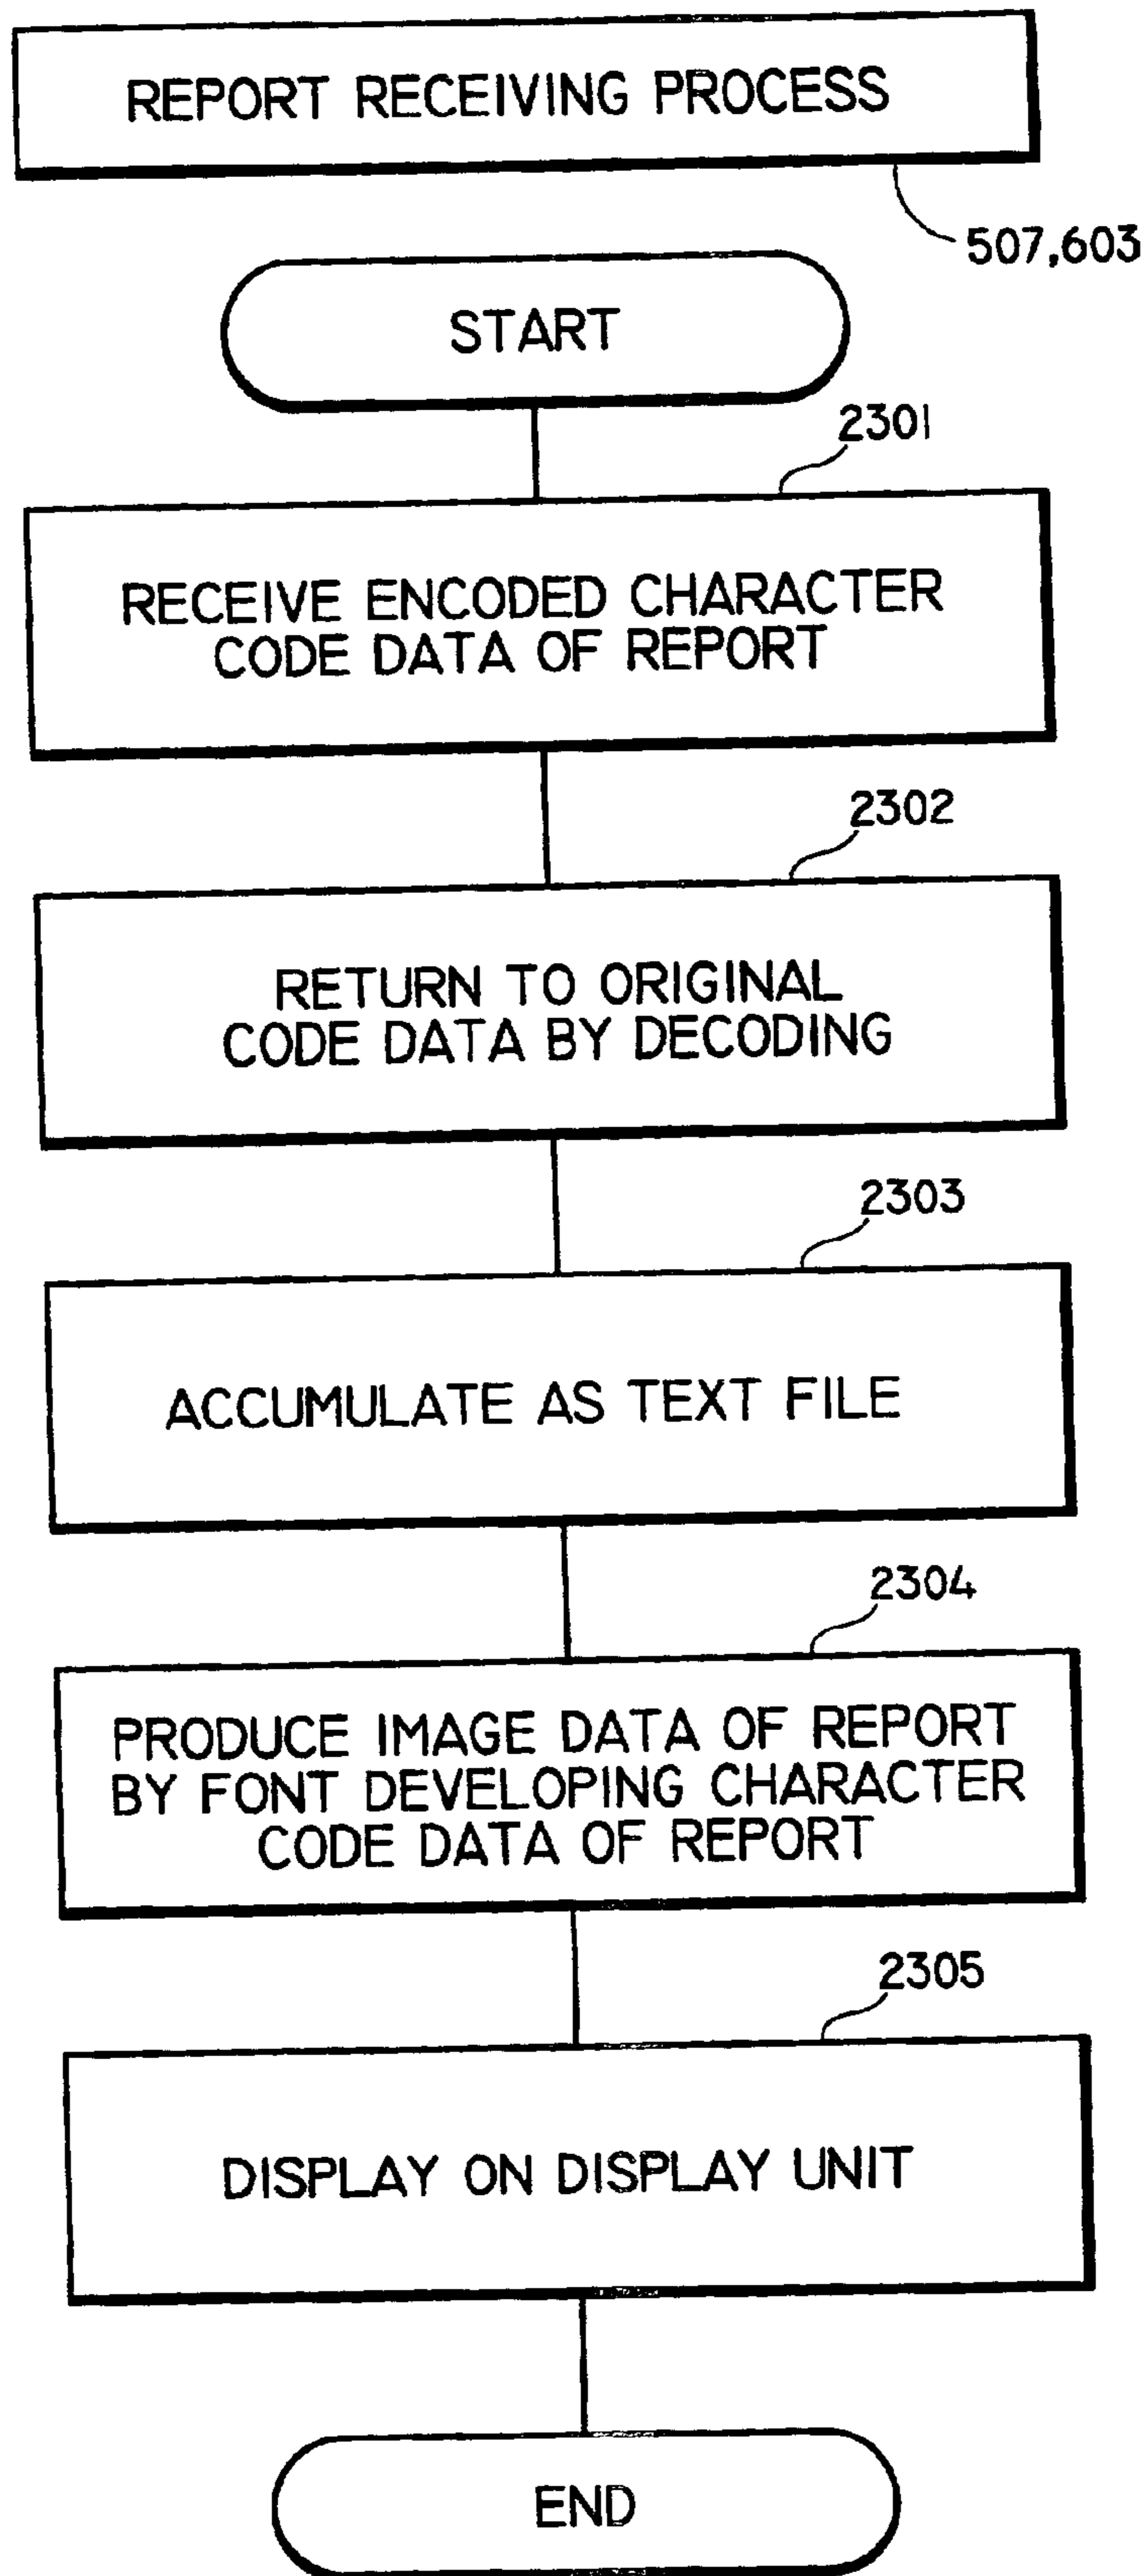 REPORT RECEIVING PROCESS
507,603
START
2301
RECEIVE ENCODED CHARACTER
CODE DATA OF REPORT
2302
RETURN TO ORIGINAL
CODE DATA BY DECODING
2303
ACCUMULATE AS TEXT FILE
2304
PRODUCE IMAGE DATA OF REPORT
BY FONT DEVELOPING CHARACTER
CODE DATA OF REPORT
2305
DISPLAY ON DISPLAY UNIT
END